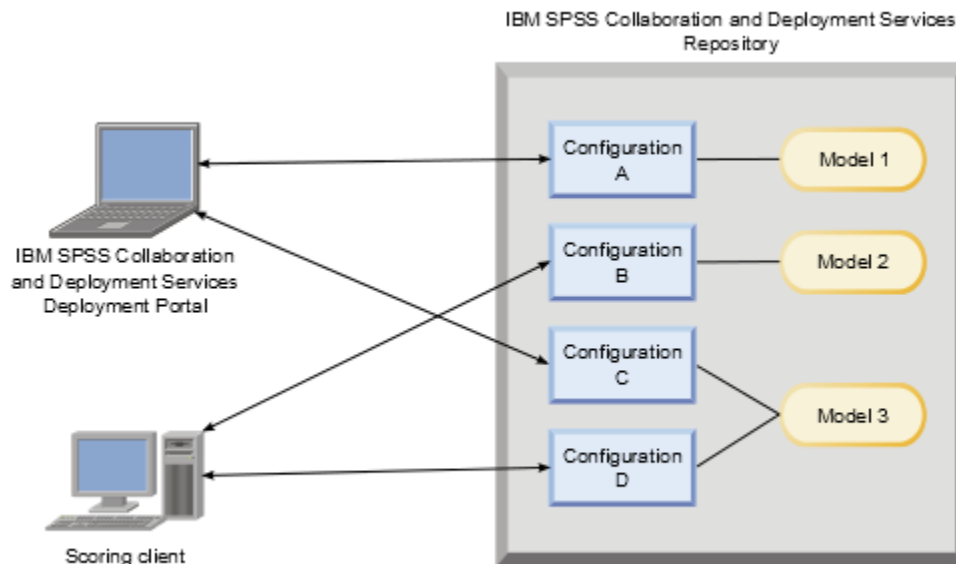 IBM SPSS Collaboration and Deployment Services
Repository
Configuration
A
Model 1
IBM SPSS Collaboration
and Deployment Services
Deployment Portal
Configuration
B
Model 2
Configuration
C
Model 3
Configuration
D
Scoring client